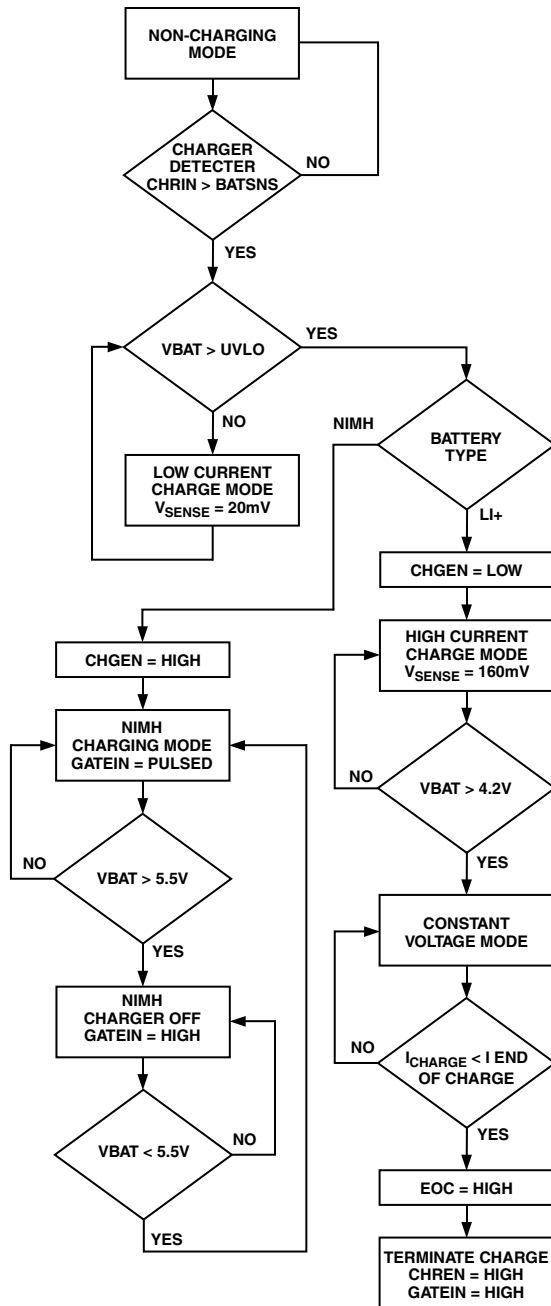 NON-CHARGING
MODE
CHARGER
DETECTER
CHRIN > BATSNS
NO
YES
VBAT > UVLO
YES
NO
LOW CURRENT
CHARGE MODE
VSENSE = 20mV
BATTERY
TYPE
NIMH
LI+
CHGEN = HIGH
NIMH
CHARGING MODE
GATEIN = PULSED
VBAT > 5.5V
NO
YES
NIMH
CHARGER OFF
GATEIN = HIGH
VBAT < 5.5V
NO
YES
CHGEN = LOW
HIGH CURRENT
CHARGE MODE
VSENSE = 160mV
VBAT > 4.2V
NO
YES
CONSTANT
VOLTAGE MODE
ICHARGE < I END
OF CHARGE
NO
YES
EOC = HIGH
TERMINATE CHARGE
CHREN = HIGH
GATEIN = HIGH